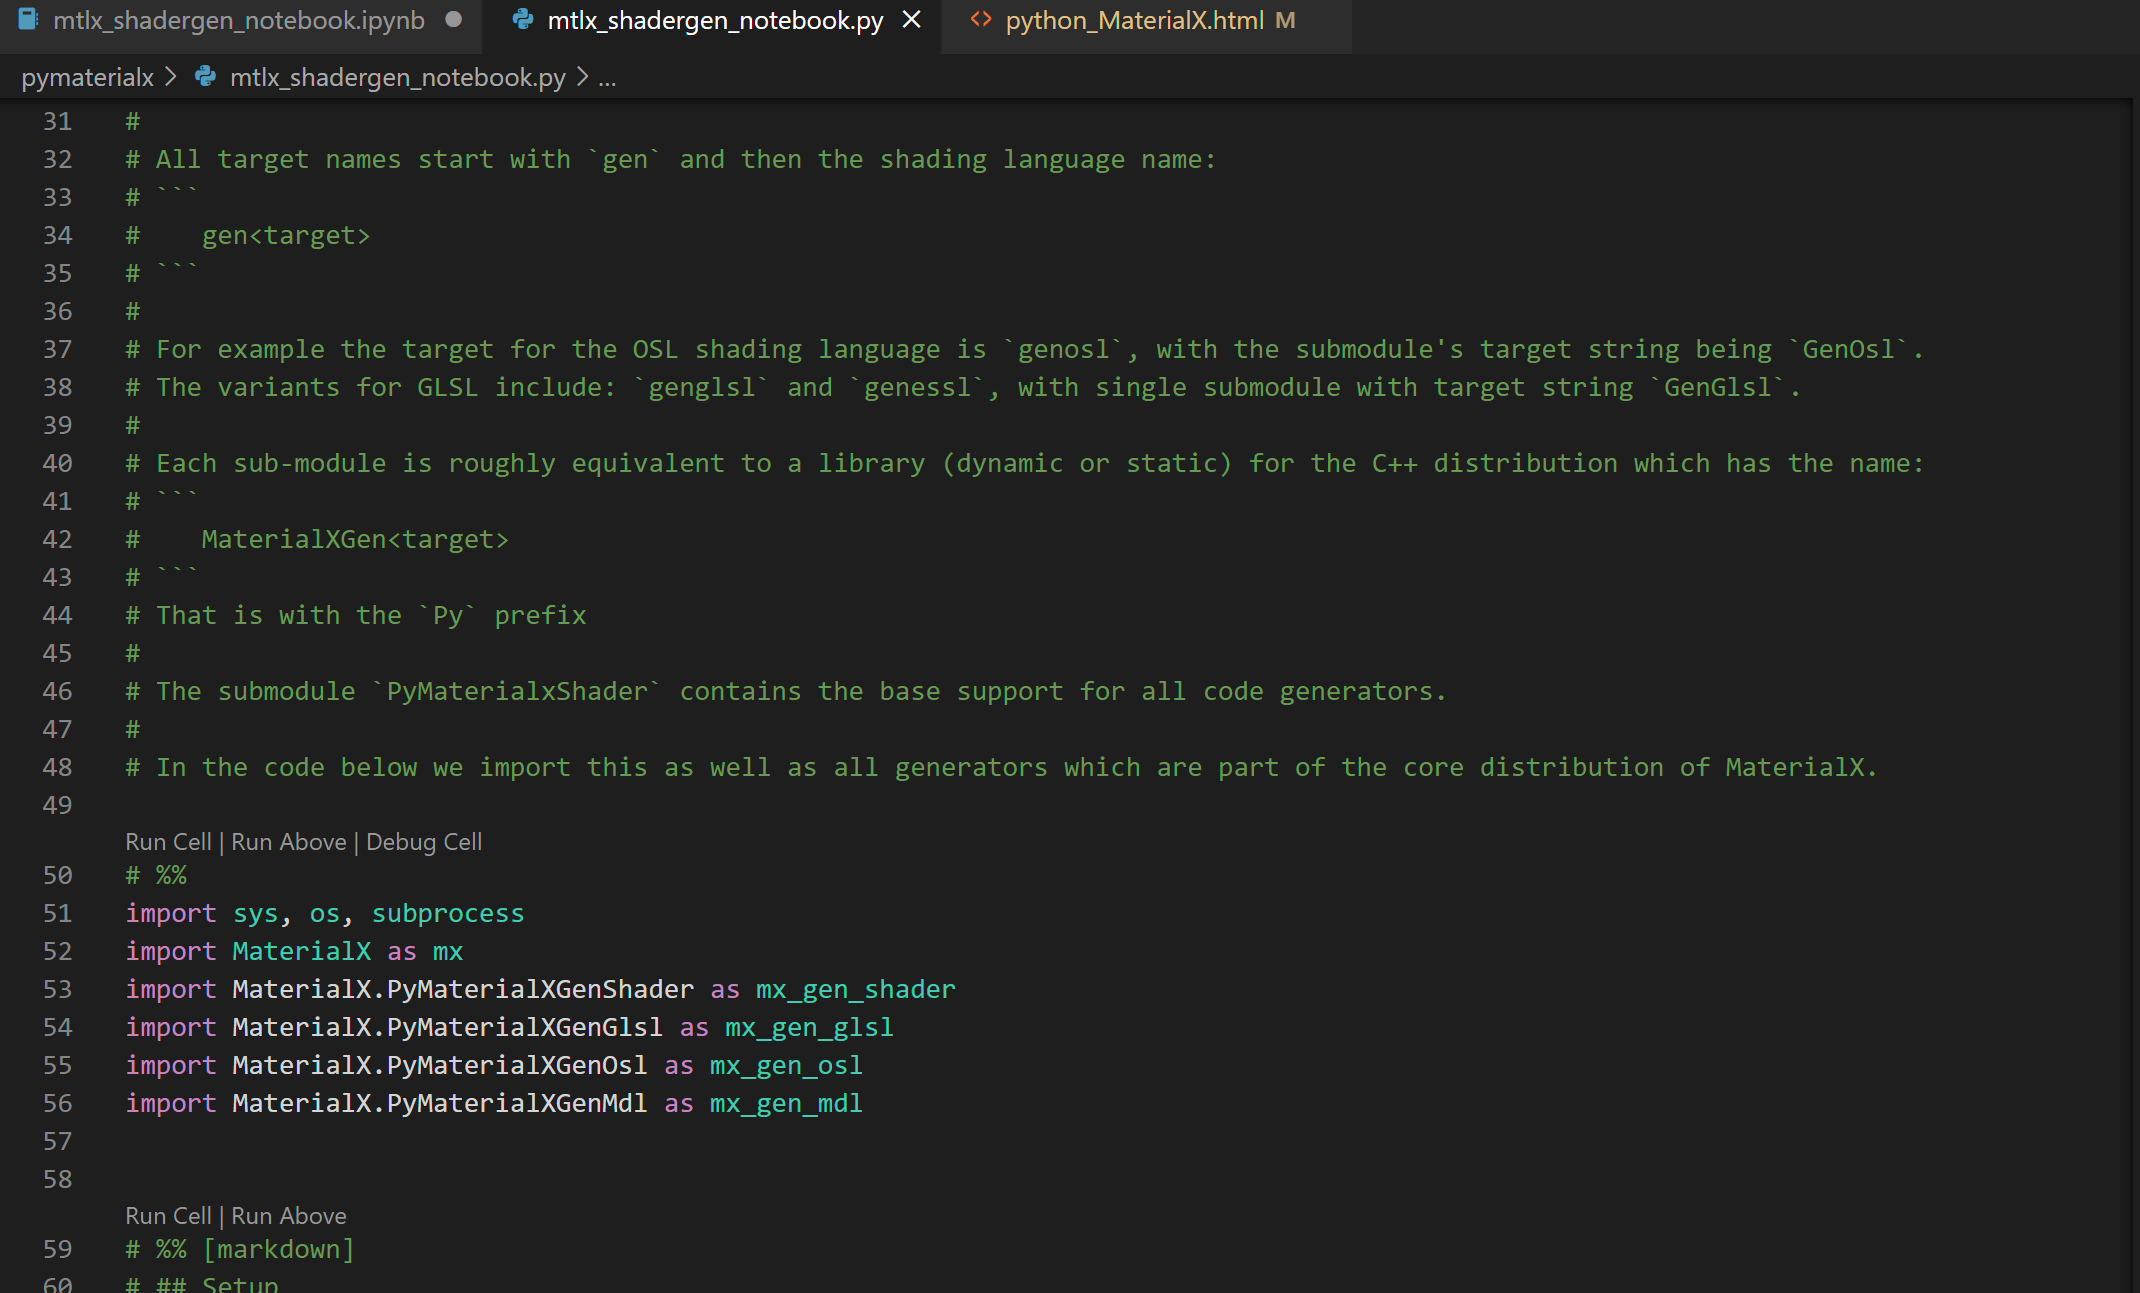 mtlx_shadergen_notebook.ipynb mtlx_shadergen_notebook.py python_MaterialX.html M
pymaterialx > mtlx_shadergen_notebook.py > ...
31 #
32 # All target names start with `gen` and then the shading language name:
33 # ```
34 #    gen<target>
35 # ```
36 #
37 # For example the target for the OSL shading language is `genosl`, with the submodule's target string being `GenOsl`.
38 # The variants for GLSL include: `genglsl` and `genessl`, with single submodule with target string `GenGlsl`.
39 #
40 # Each sub-module is roughly equivalent to a library (dynamic or static) for the C++ distribution which has the name:
41 # ```
42 #    MaterialXGen<target>
43 # ```
44 # That is with the `Py` prefix
45 #
46 # The submodule `PyMaterialxShader` contains the base support for all code generators.
47 #
48 # In the code below we import this as well as all generators which are part of the core distribution of MaterialX.
49
Run Cell | Run Above | Debug Cell
50 # %%
51 import sys, os, subprocess
52 import MaterialX as mx
53 import MaterialX.PyMaterialXGenShader as mx_gen_shader
54 import MaterialX.PyMaterialXGenGlsl as mx_gen_glsl
55 import MaterialX.PyMaterialXGenOsl as mx_gen_osl
56 import MaterialX.PyMaterialXGenMdl as mx_gen_mdl
57
58
Run Cell | Run Above
59 # %% [markdown]
60 # ## Setup